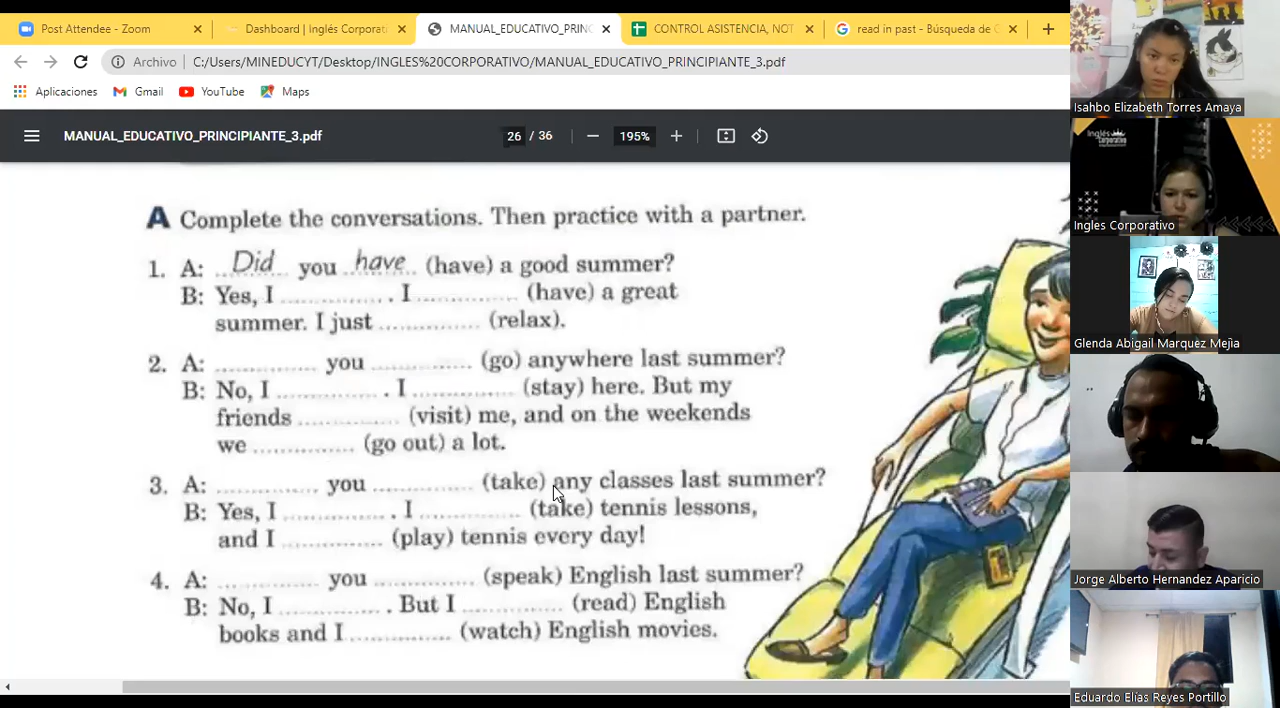 Post Attendee - Zoom
Dashboard | Inglés Corporati
MANUAL_EDUCATIVO_PRINC
CONTROL ASISTENCIA, NOT
read in past - Búsqueda de G
Archivo
C:/Users/MINEDUCYT/Desktop/INGLES%20CORPORATIVO/MANUAL_EDUCATIVO_PRINCIPIANTE_3.pdf
Aplicaciones
Gmail
YouTube
Maps
MANUAL_EDUCATIVO_PRINCIPIANTE_3.pdf
26 / 36
195%
A Complete the conversations. Then practice with a partner.
1. A: Did you have (have) a good summer?
B: Yes, I ............ . I ............ (have) a great
summer. I just ............ (relax).
2. A: ............ you ............ (go) anywhere last summer?
B: No, I ............ . I ............ (stay) here. But my
friends ............ (visit) me, and on the weekends
we ............ (go out) a lot.
3. A: ............ you ............ (take) any classes last summer?
B: Yes, I ............ . I ............ (take) tennis lessons,
and I ............ (play) tennis every day!
4. A: ............ you ............ (speak) English last summer?
B: No, I ............ . But I ............ (read) English
books and I ............ (watch) English movies.
Isahbo Elizabeth Torres Amaya
Inglés Corporativo
Ingles Corporativo
Glenda Abigail Marquez Mejia
Jorge Alberto Hernandez Aparicio
Eduardo Elías Reyes Portillo